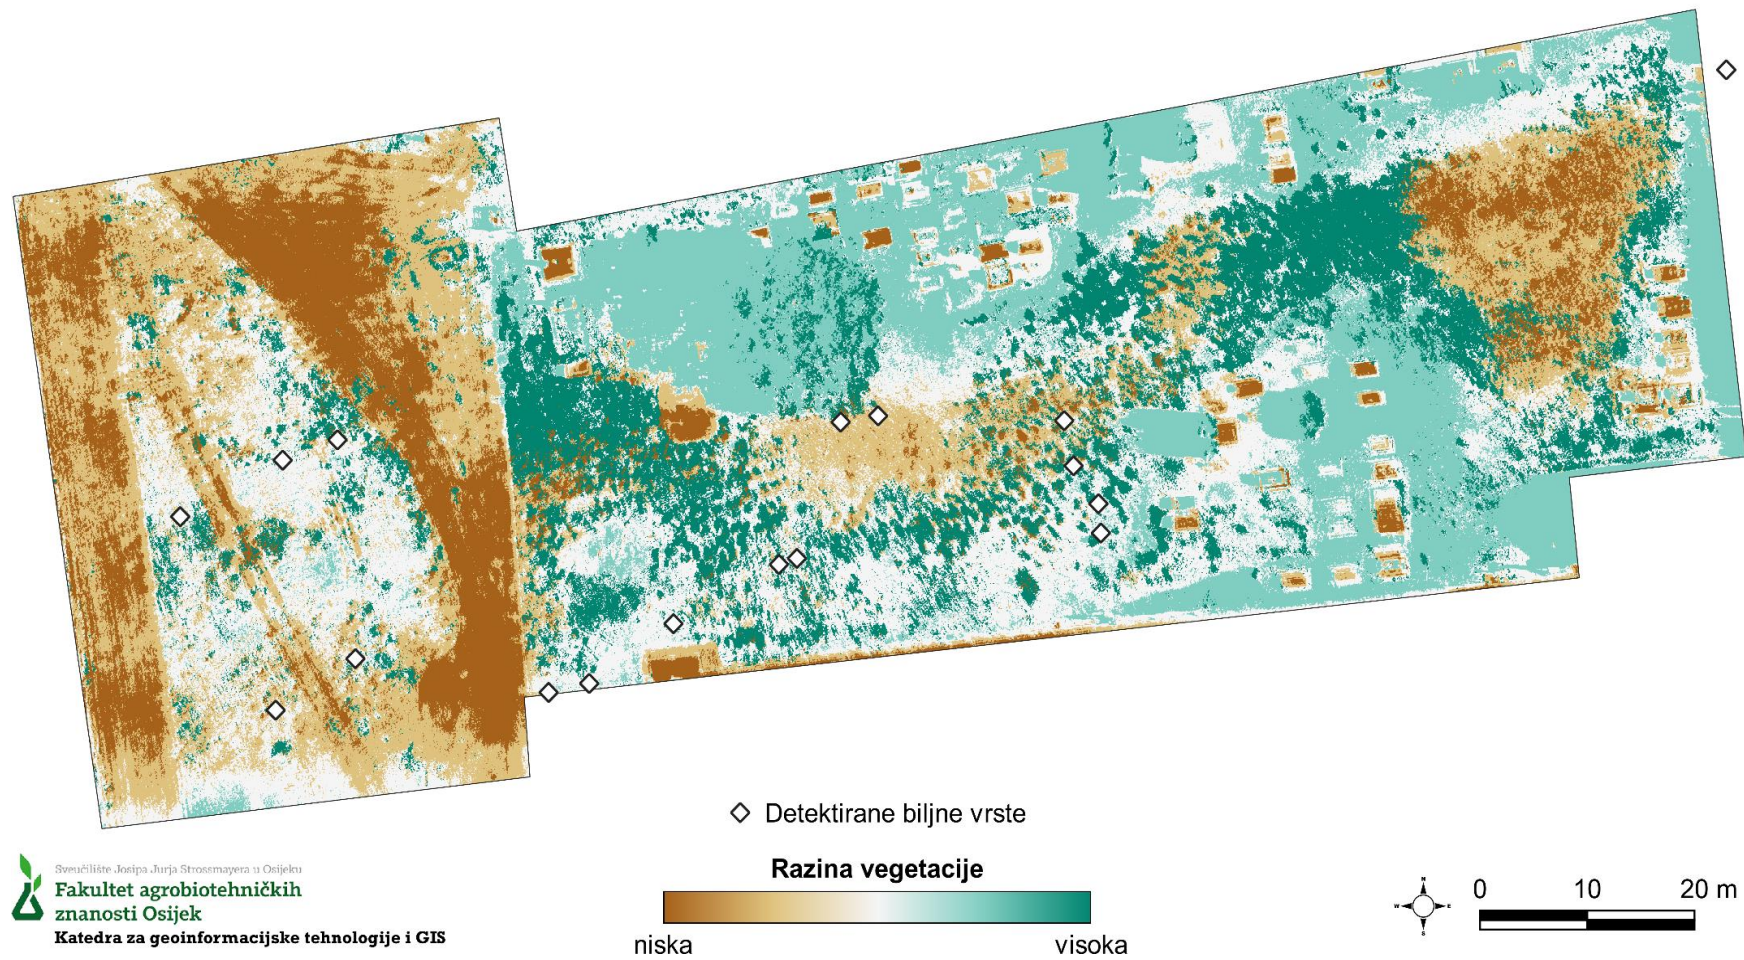 Detektirane biljne vrste
Razina vegetacije
niska
visoka
Sveučilište Josipa Jurja Strossmayera u Osijeku
Fakultet agrobiotehničkih
znanosti Osijek
Katedra za geoinformacijske tehnologije i GIS
N
W
E
S
0 10 20 m